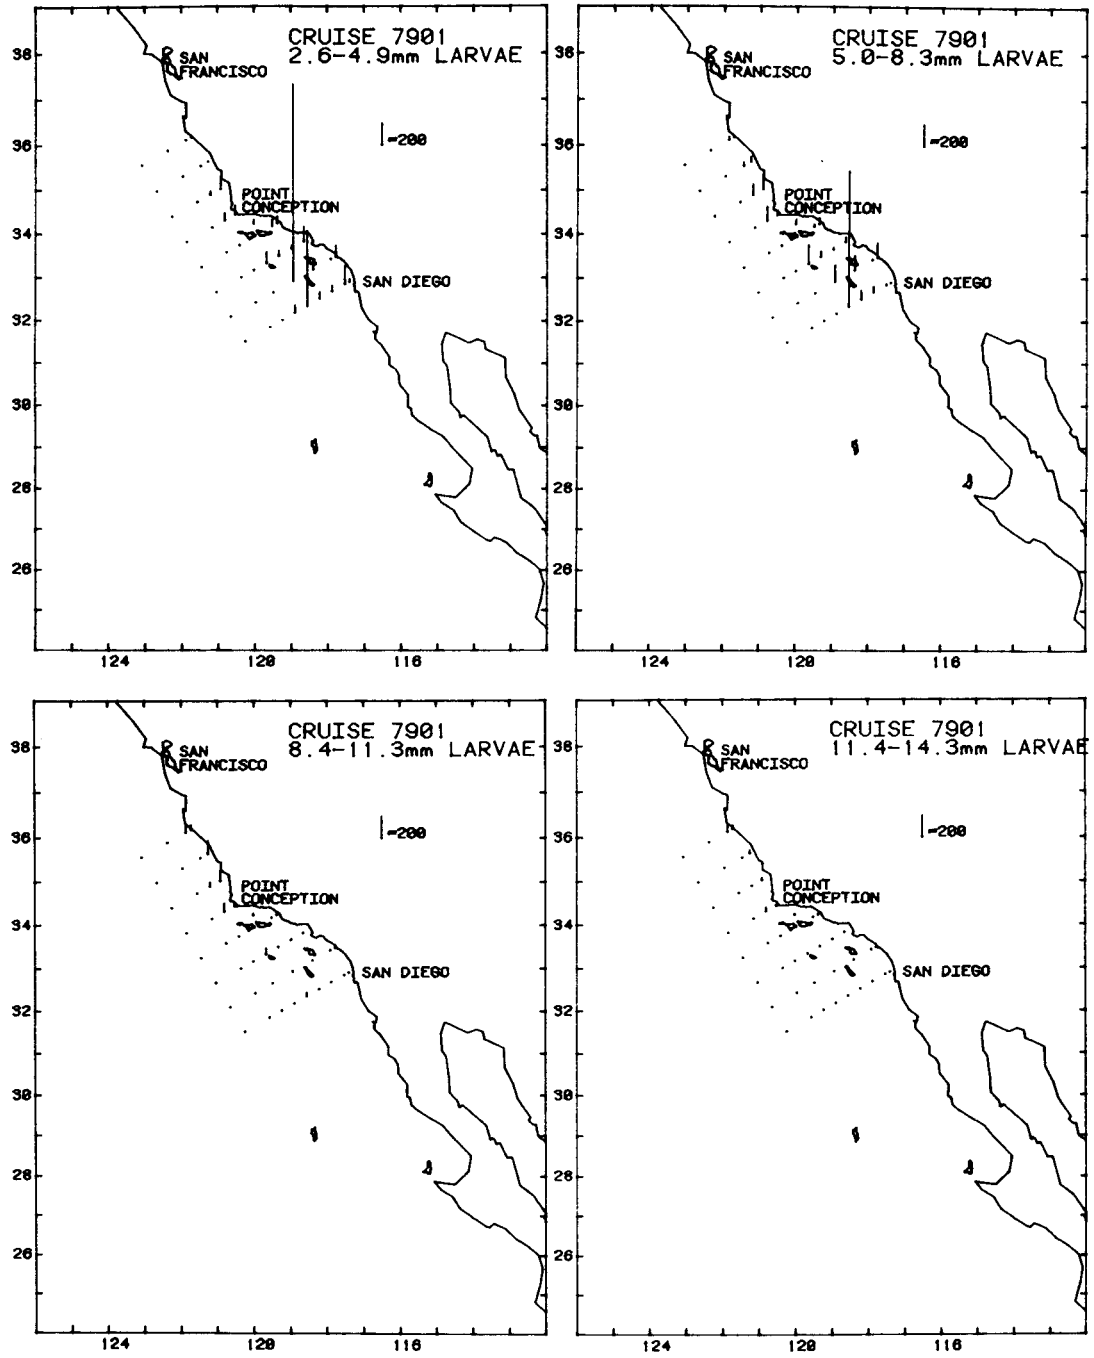 CRUISE 7901
2.6-4.9mm LARVAE
SAN
FRANCISCO
=200
POINT
CONCEPTION
SAN DIEGO
38
36
34
32
30
28
26
124
120
116
CRUISE 7901
5.0-8.3mm LARVAE
SAN
FRANCISCO
=200
POINT
CONCEPTION
SAN DIEGO
38
36
34
32
30
28
26
124
120
116
CRUISE 7901
8.4-11.3mm LARVAE
SAN
FRANCISCO
=200
POINT
CONCEPTION
SAN DIEGO
38
36
34
32
30
28
26
124
120
116
CRUISE 7901
11.4-14.3mm LARVAE
SAN
FRANCISCO
=200
POINT
CONCEPTION
SAN DIEGO
38
36
34
32
30
28
26
124
120
116